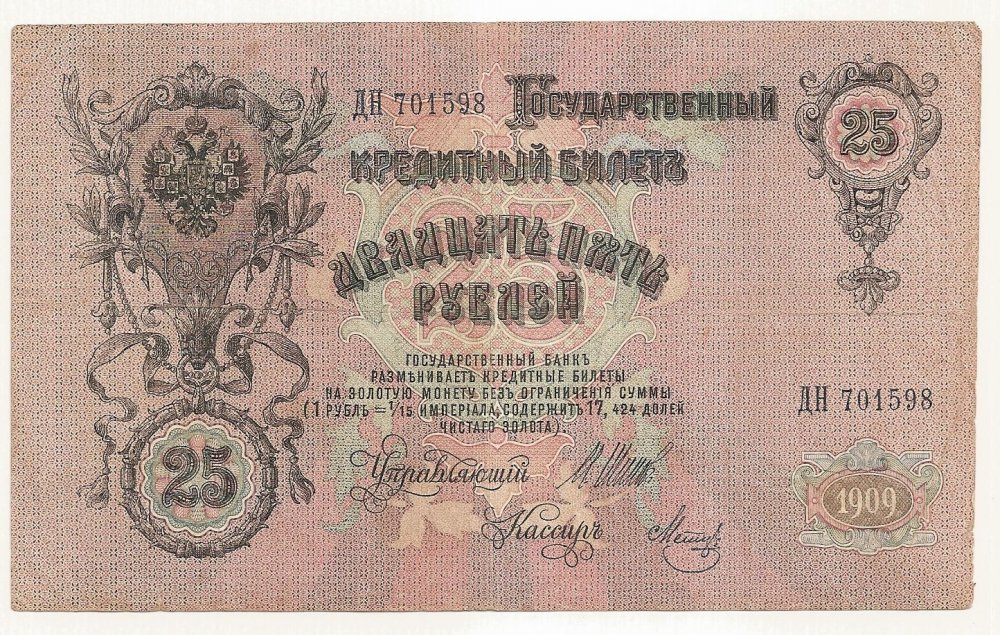 ДН 701598 Государственный
25
кредитный билетъ
двадцать пять
рублей
Государственный банкъ
размѣниваетъ кредитные билеты
на золотую монету безъ ограниченія суммы
(1 рубль = 1/15 имперіала, содержитъ 17,424 долей
чистаго золота).
ДН 701598
Управляющій
25
1909
Кассиръ